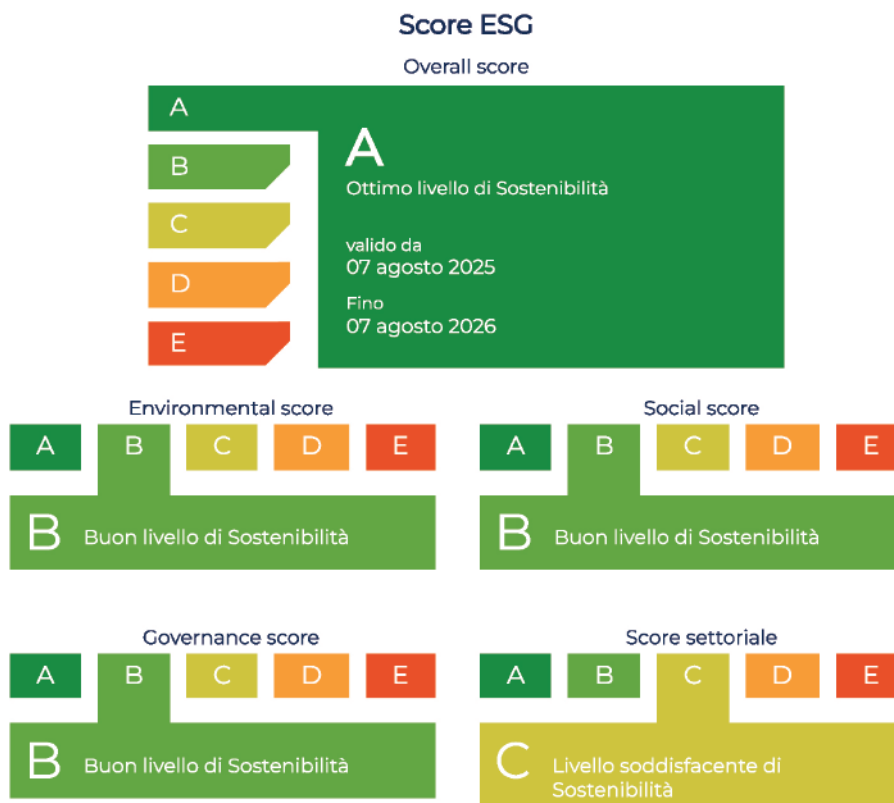 Score ESG
Overall score
A
B
C
D
E
A
Ottimo livello di Sostenibilità
valido da
07 agosto 2025
Fino
07 agosto 2026
Environmental score
A B C D E
B Buon livello di Sostenibilità
Social score
A B C D E
B Buon livello di Sostenibilità
Governance score
A B C D E
B Buon livello di Sostenibilità
Score settoriale
A B C D E
C Livello soddisfacente di
Sostenibilità